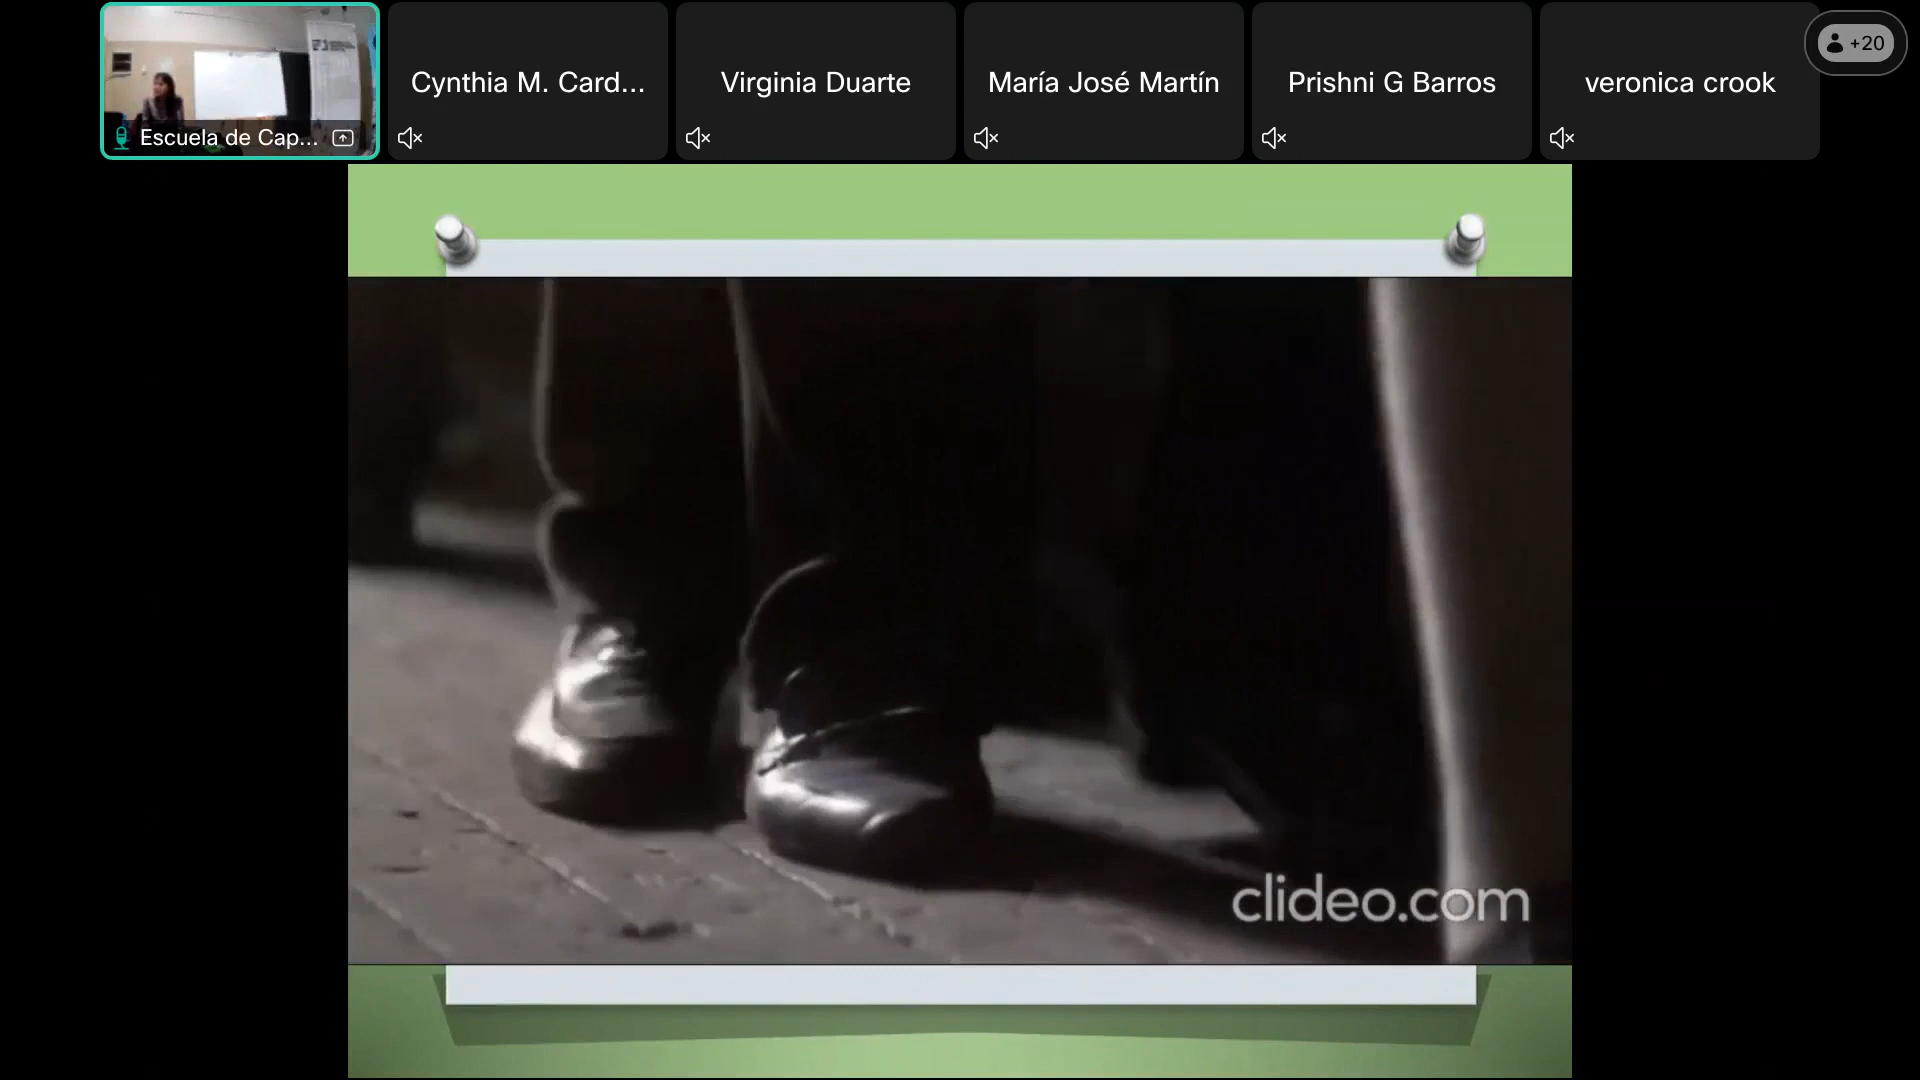 Escuela de Cap...
Cynthia M. Card...
Virginia Duarte
María José Martín
Prishni G Barros
veronica crook
+20
clideo.com